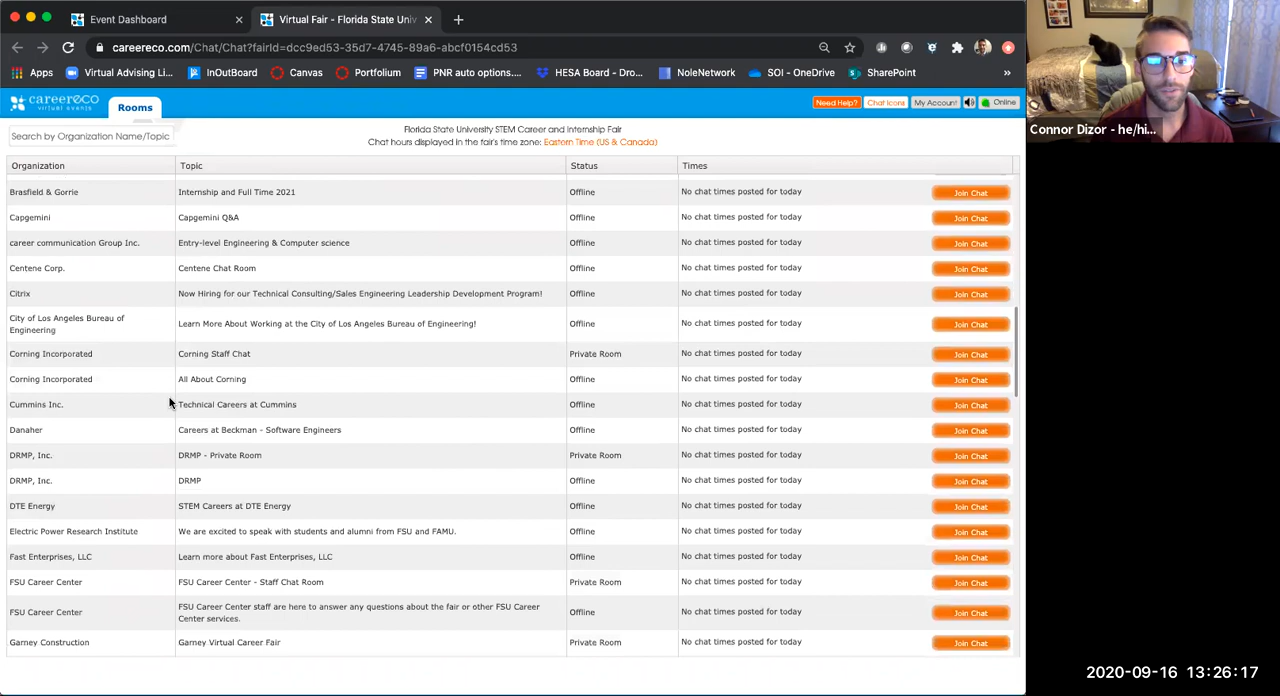 Event Dashboard
Virtual Fair - Florida State Univ
careereco.com/Chat/Chat?fairId=dcc9ed53-35d7-4745-89a6-abcf0154cd53
Apps Virtual Advising Li... InOutBoard Canvas Portfolium PNR auto options.... HESA Board - Dro... NoleNetwork SOI - OneDrive SharePoint
careereco virtual events
Rooms
Need Help? Chat Icons My Account Online
Search by Organization Name/Topic
Florida State University STEM Career and Internship Fair
Chat hours displayed in the fair's time zone: Eastern Time (US & Canada)
Organization Topic Status Times
Brasfield & Gorrie Internship and Full Time 2021 Offline No chat times posted for today Join Chat
Capgemini Capgemini Q&A Offline No chat times posted for today Join Chat
career communication Group Inc. Entry-level Engineering & Computer science Offline No chat times posted for today Join Chat
Centene Corp. Centene Chat Room Offline No chat times posted for today Join Chat
Citrix Now Hiring for our Technical Consulting/Sales Engineering Leadership Development Program! Offline No chat times posted for today Join Chat
City of Los Angeles Bureau of
Engineering Learn More About Working at the City of Los Angeles Bureau of Engineering! Offline No chat times posted for today Join Chat
Corning Incorporated Corning Staff Chat Private Room No chat times posted for today Join Chat
Corning Incorporated All About Corning Offline No chat times posted for today Join Chat
Cummins Inc. Technical Careers at Cummins Offline No chat times posted for today Join Chat
Danaher Careers at Beckman - Software Engineers Offline No chat times posted for today Join Chat
DRMP, Inc. DRMP - Private Room Private Room No chat times posted for today Join Chat
DRMP, Inc. DRMP Offline No chat times posted for today Join Chat
DTE Energy STEM Careers at DTE Energy Offline No chat times posted for today Join Chat
Electric Power Research Institute We are excited to speak with students and alumni from FSU and FAMU. Offline No chat times posted for today Join Chat
Fast Enterprises, LLC Learn more about Fast Enterprises, LLC Offline No chat times posted for today Join Chat
FSU Career Center FSU Career Center - Staff Chat Room Private Room No chat times posted for today Join Chat
FSU Career Center FSU Career Center staff are here to answer any questions about the fair or other FSU Career
Center services. Offline No chat times posted for today Join Chat
Garney Construction Garney Virtual Career Fair Private Room No chat times posted for today Join Chat
Connor Dizor - he/hi...
2020-09-16 13:26:17